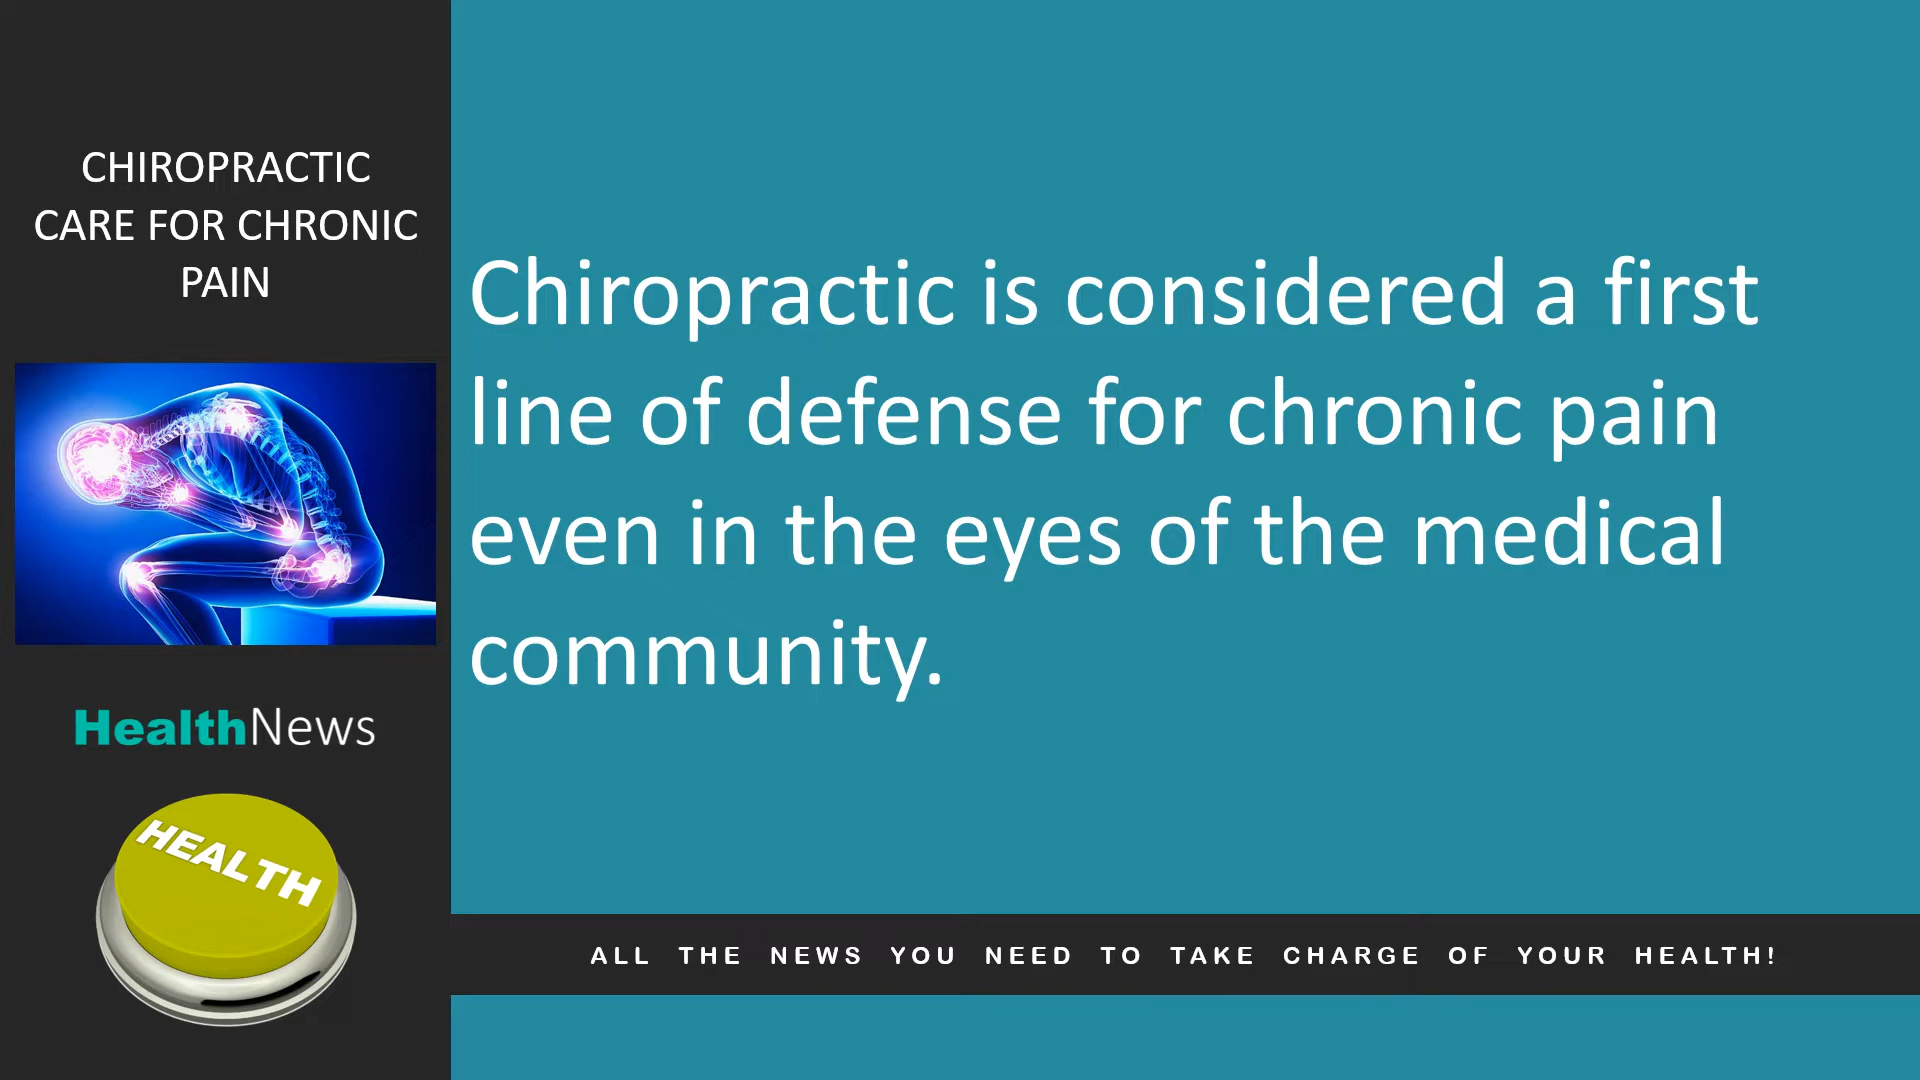 CHIROPRACTIC
CARE FOR CHRONIC
PAIN
HealthNews
HEALTH
Chiropractic is considered a first
line of defense for chronic pain
even in the eyes of the medical
community.
ALL THE NEWS YOU NEED TO TAKE CHARGE OF YOUR HEALTH!